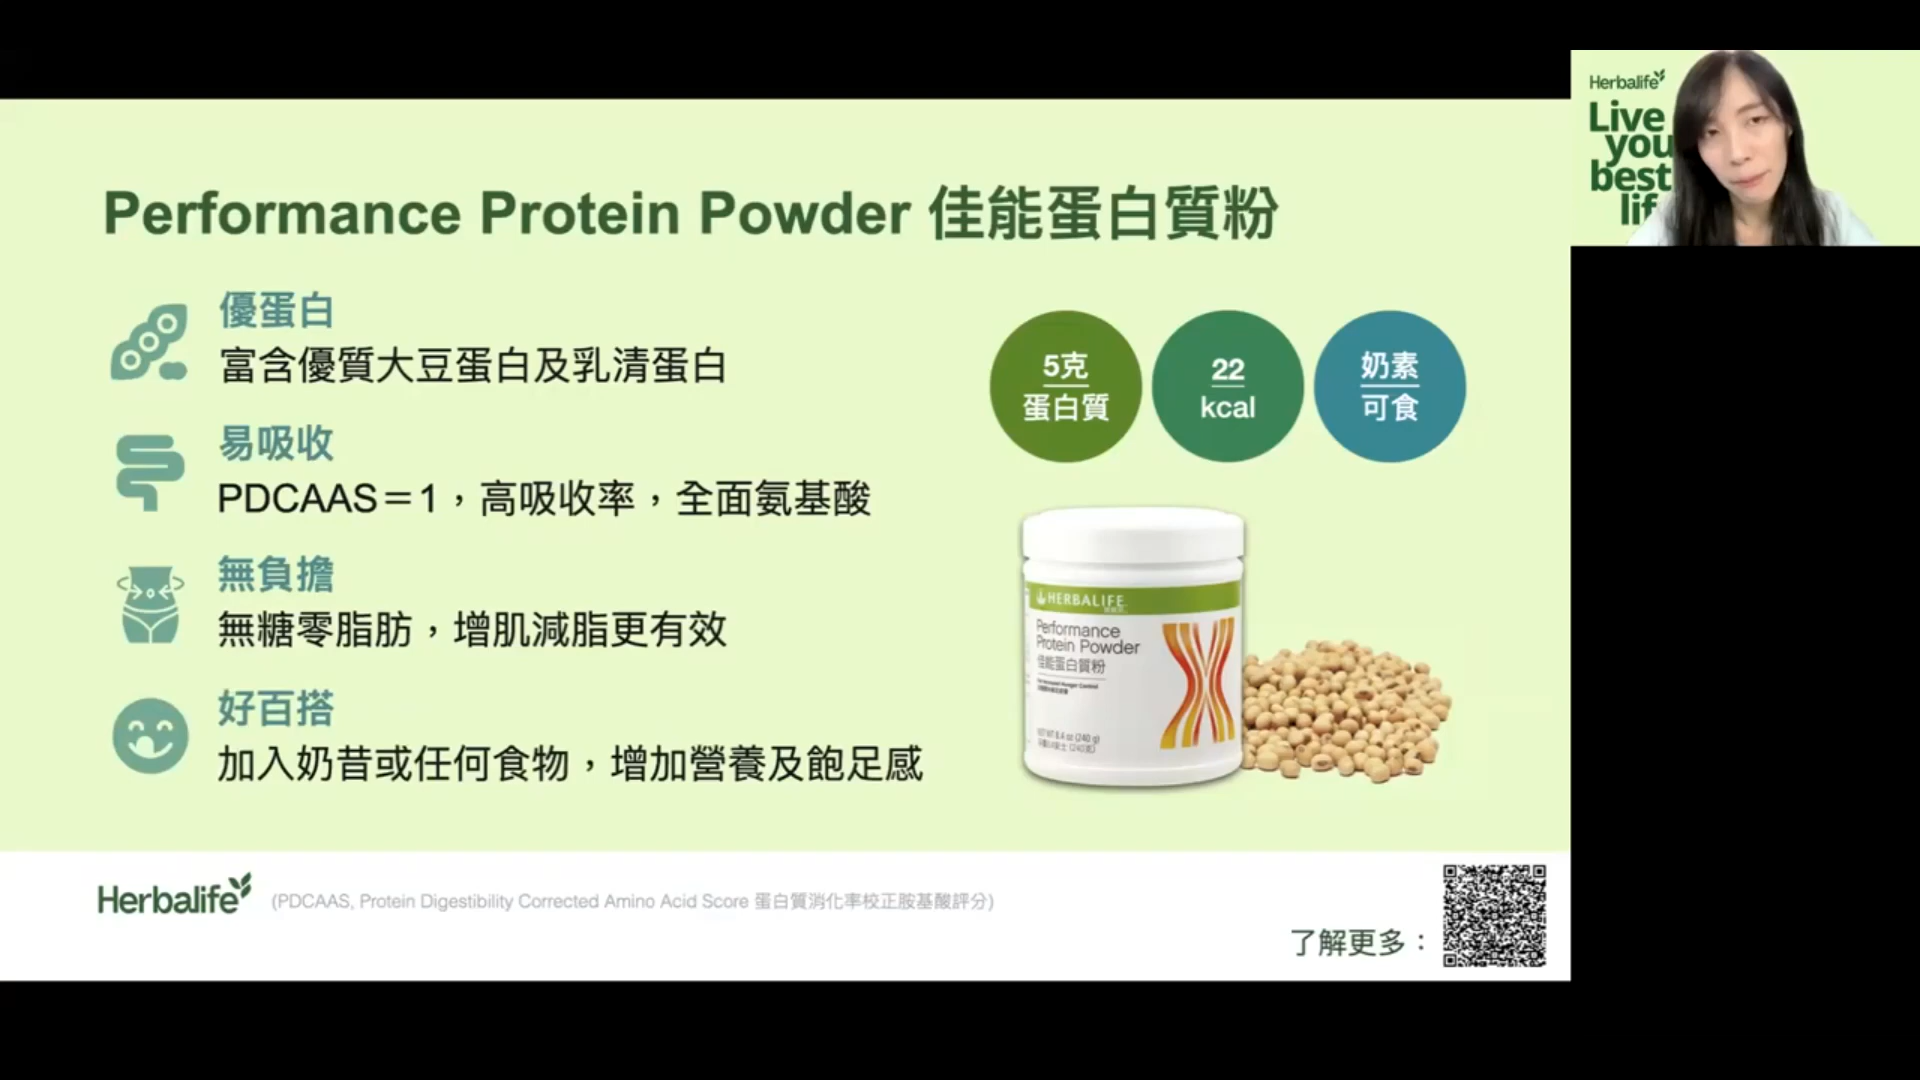 Performance Protein Powder 佳能蛋白質粉
優蛋白
富含優質大豆蛋白及乳清蛋白
易吸收
PDCAAS＝1，高吸收率，全面氨基酸
無負擔
無糖零脂肪，增肌減脂更有效
好百搭
加入奶昔或任何食物，增加營養及飽足感
5克
蛋白質
22
kcal
奶素
可食
HERBALIFE
Performance
Protein Powder
佳能蛋白質粉
Herbalife
(PDCAAS, Protein Digestibility Corrected Amino Acid Score 蛋白質消化率校正胺基酸評分)
了解更多：
Herbalife
Live
you
best
lif